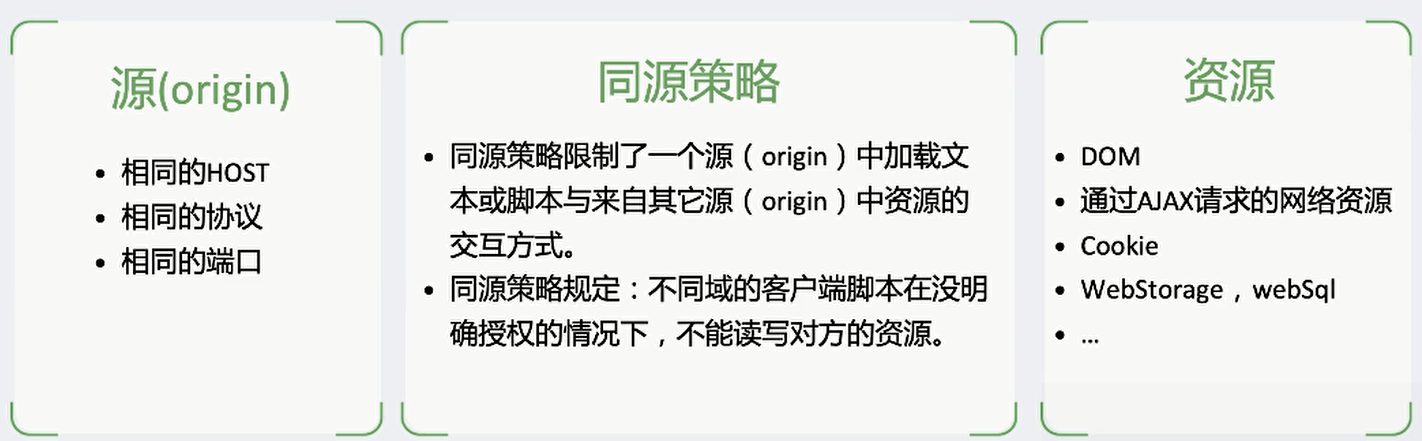 源(origin)
• 相同的HOST
• 相同的协议
• 相同的端口
同源策略
• 同源策略限制了一个源（origin）中加载文
本或脚本与来自其它源（origin）中资源的
交互方式。
• 同源策略规定：不同域的客户端脚本在没明
确授权的情况下，不能读写对方的资源。
资源
• DOM
• 通过AJAX请求的网络资源
• Cookie
• WebStorage，webSql
• ...